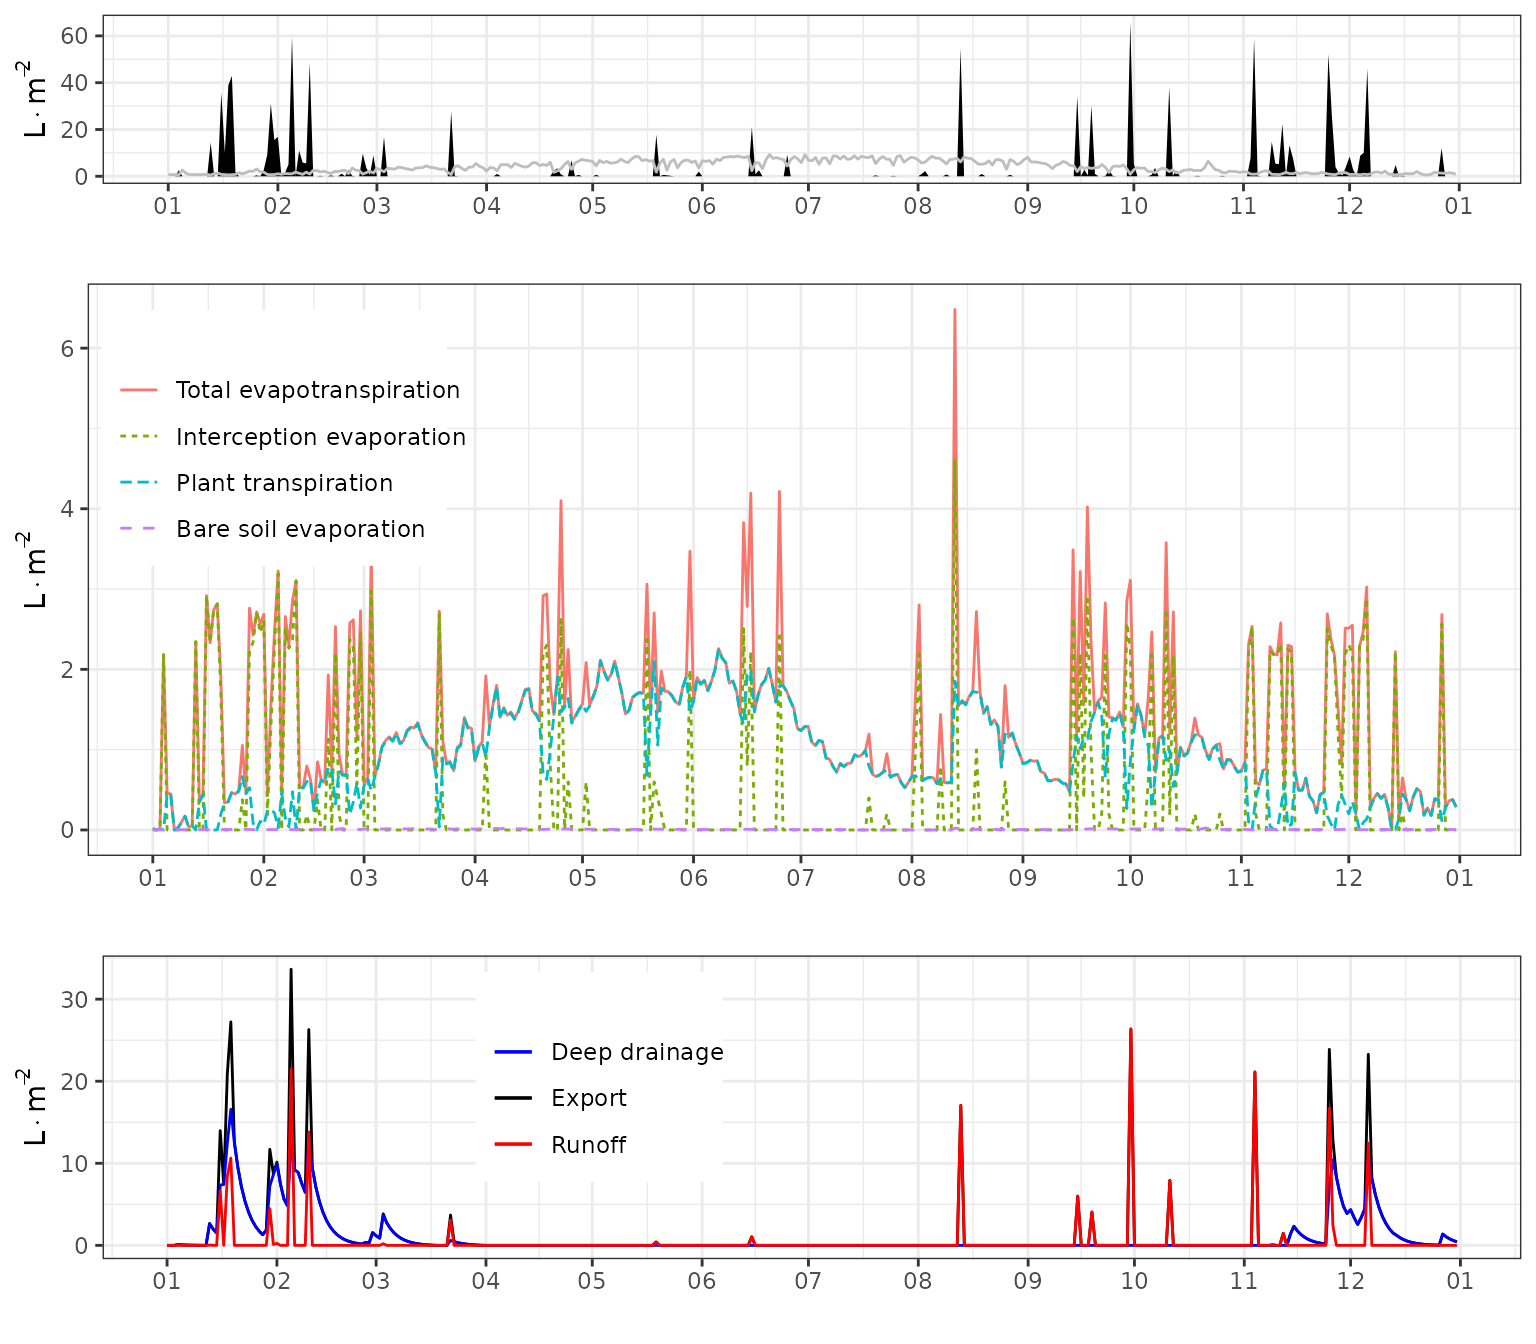 L · m⁻²
60
40
20
0
01 02 03 04 05 06 07 08 09 10 11 12 01
L · m⁻²
6
4
2
0
Total evapotranspiration
Interception evaporation
Plant transpiration
Bare soil evaporation
01 02 03 04 05 06 07 08 09 10 11 12 01
L · m⁻²
30
20
10
0
Deep drainage
Export
Runoff
01 02 03 04 05 06 07 08 09 10 11 12 01